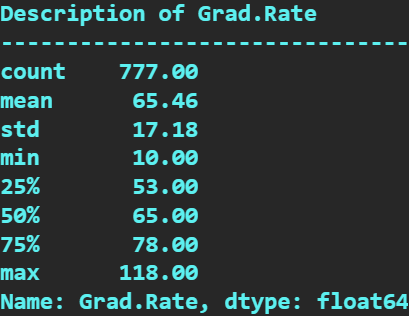 Description of Grad.Rate
-------------------------------
count    777.00
mean      65.46
std       17.18
min       10.00
25%       53.00
50%       65.00
75%       78.00
max      118.00
Name: Grad.Rate, dtype: float64